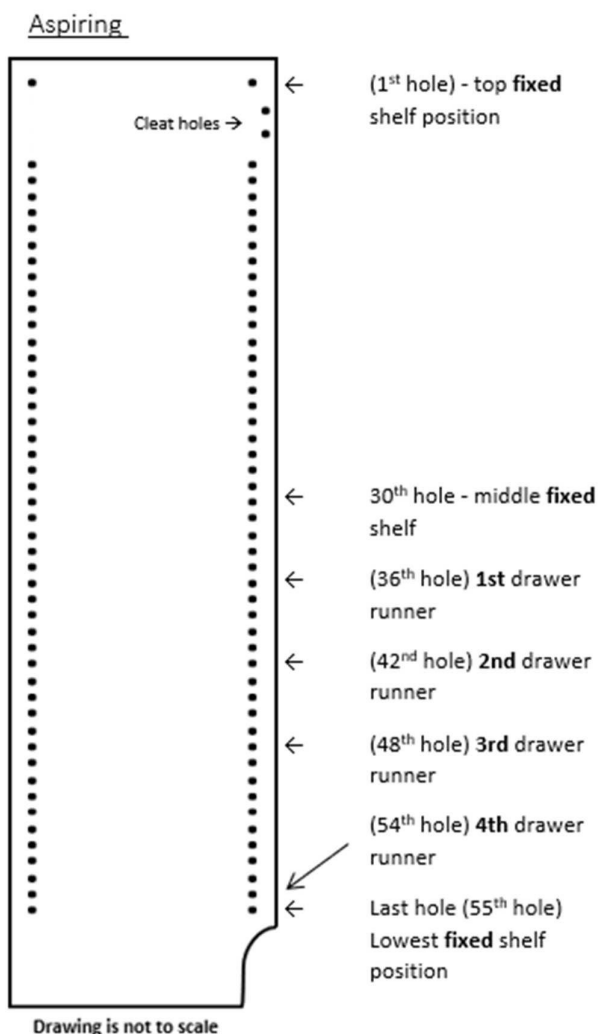 Aspiring
(1st hole) - top fixed
shelf position
Cleat holes →
30th hole - middle fixed
shelf
(36th hole) 1st drawer
runner
(42nd hole) 2nd drawer
runner
(48th hole) 3rd drawer
runner
(54th hole) 4th drawer
runner
Last hole (55th hole)
Lowest fixed shelf
position
Drawing is not to scale